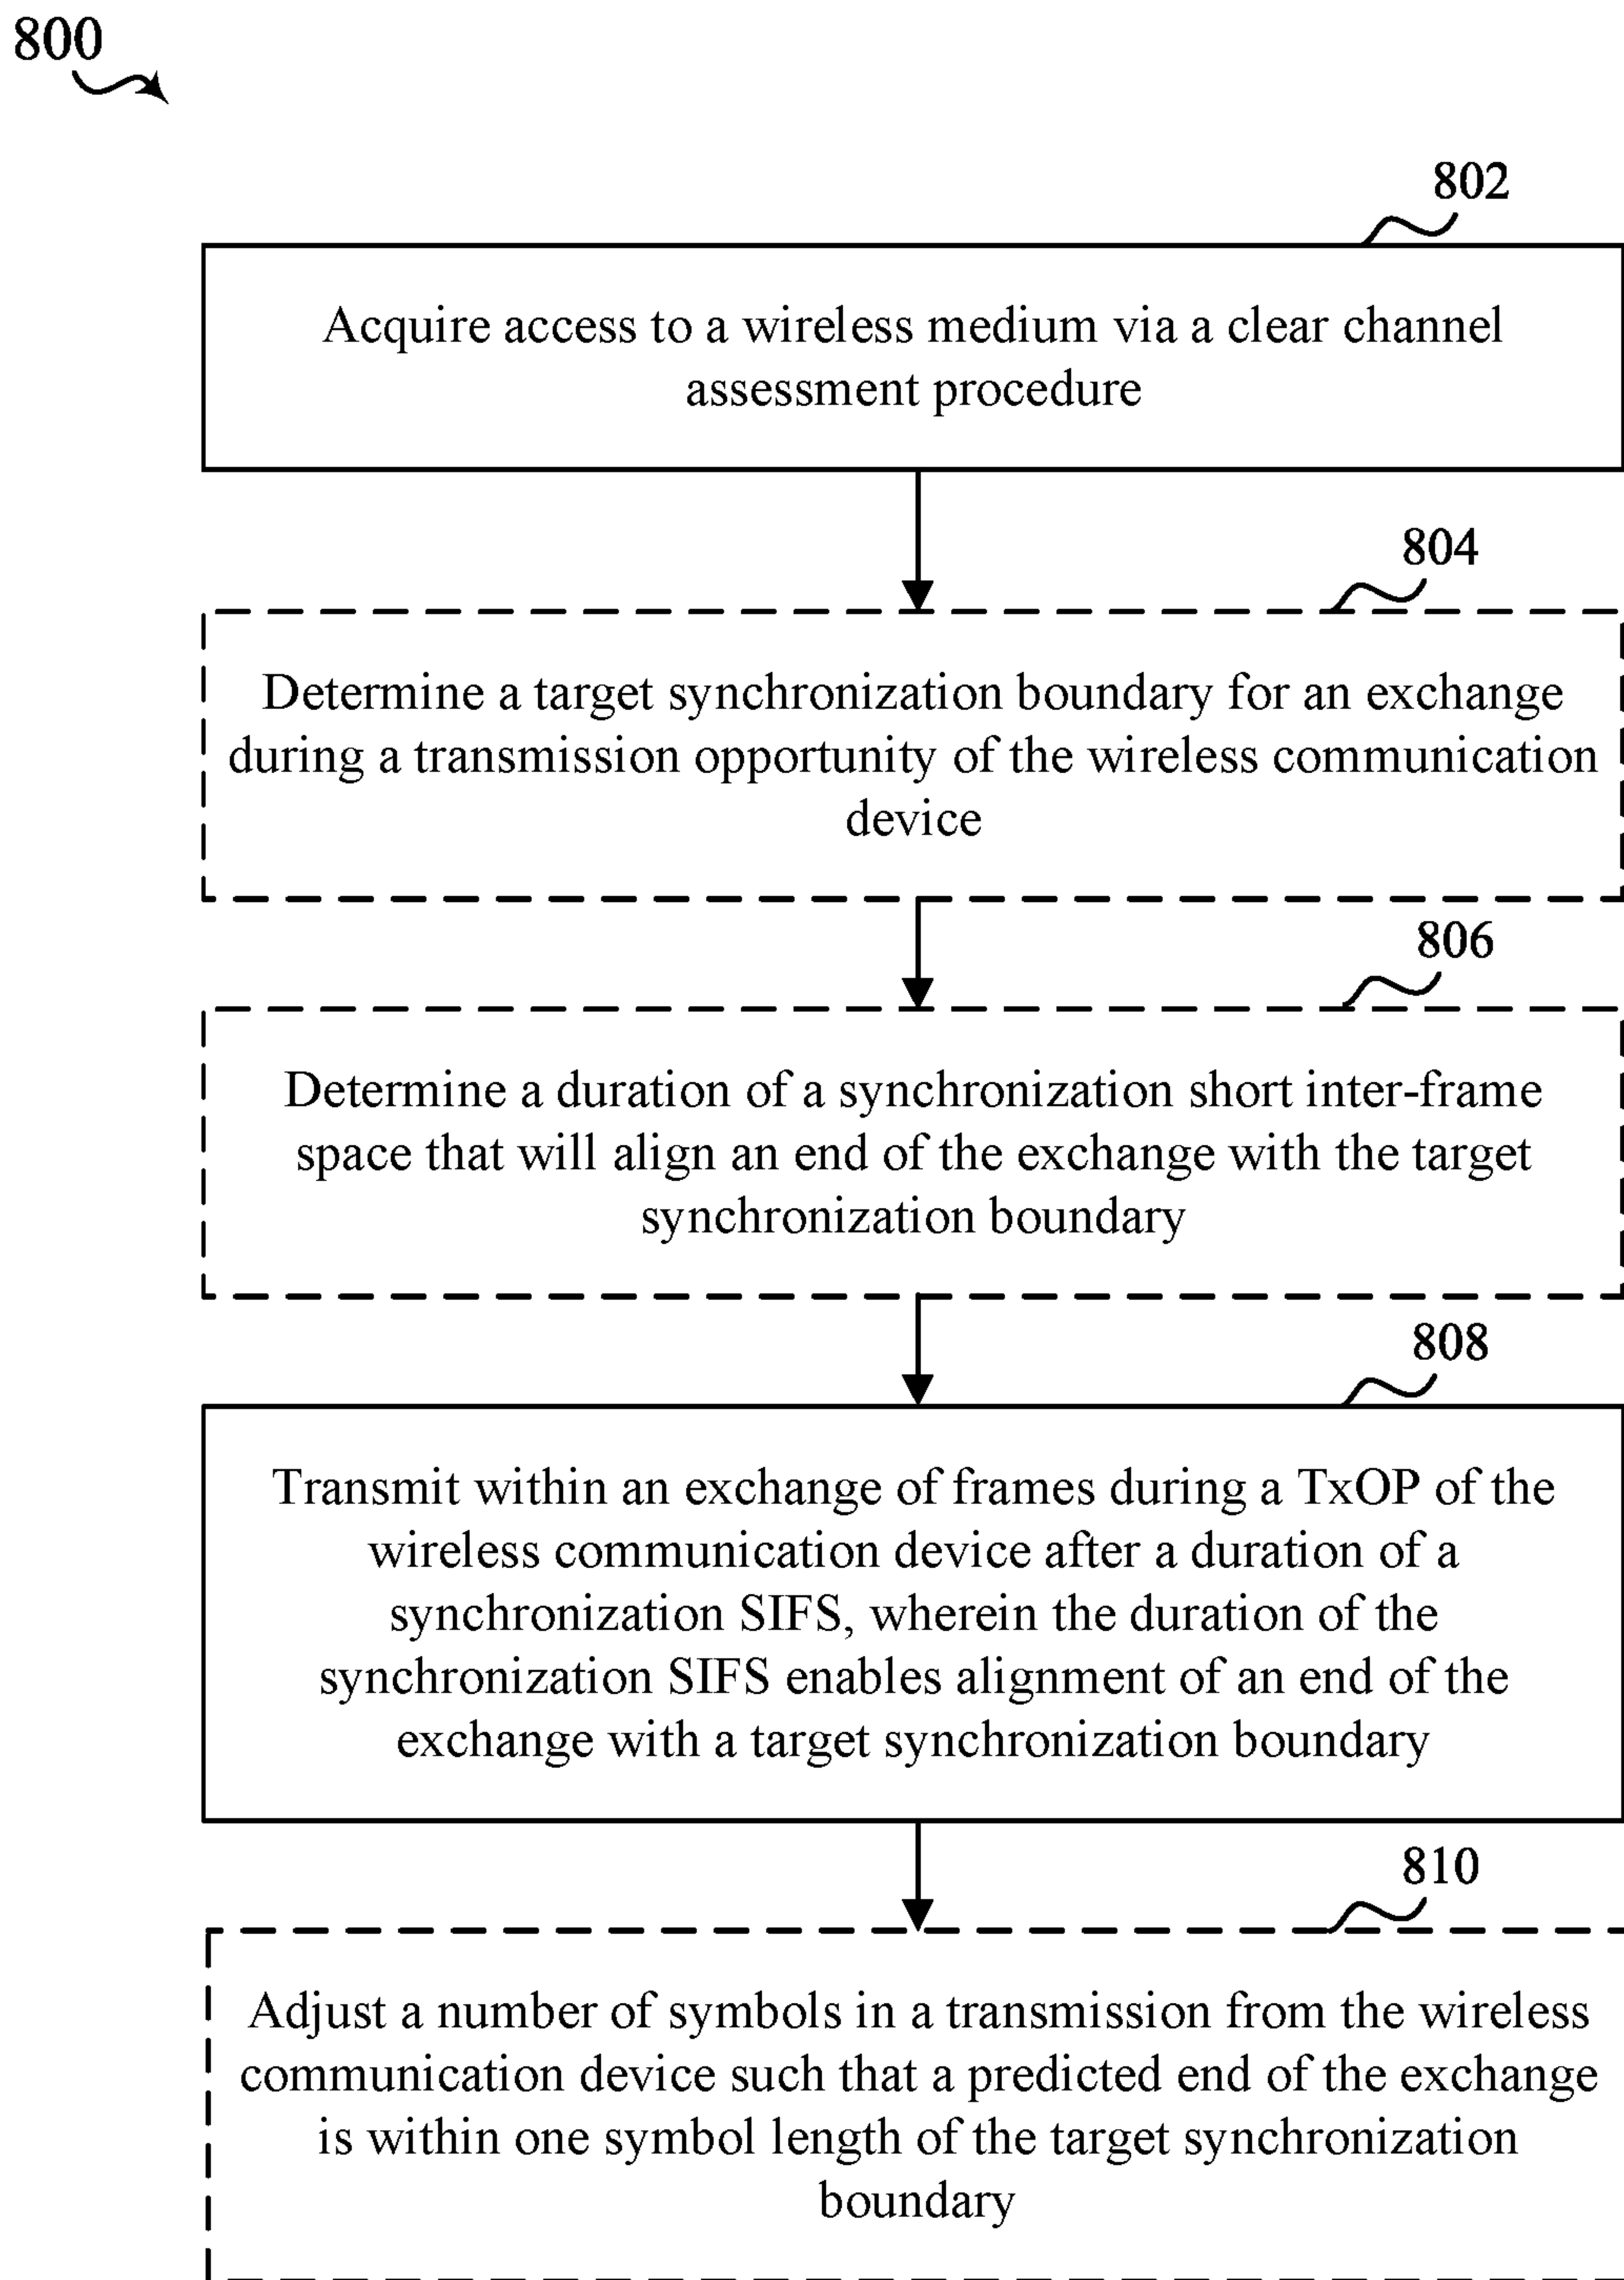 800
802
Acquire access to a wireless medium via a clear channel
assessment procedure
804
Determine a target synchronization boundary for an exchange
during a transmission opportunity of the wireless communication
device
806
Determine a duration of a synchronization short inter-frame
space that will align an end of the exchange with the target
synchronization boundary
808
Transmit within an exchange of frames during a TxOP of the
wireless communication device after a duration of a
synchronization SIFS, wherein the duration of the
synchronization SIFS enables alignment of an end of the
exchange with a target synchronization boundary
810
Adjust a number of symbols in a transmission from the wireless
communication device such that a predicted end of the exchange
is within one symbol length of the target synchronization
boundary